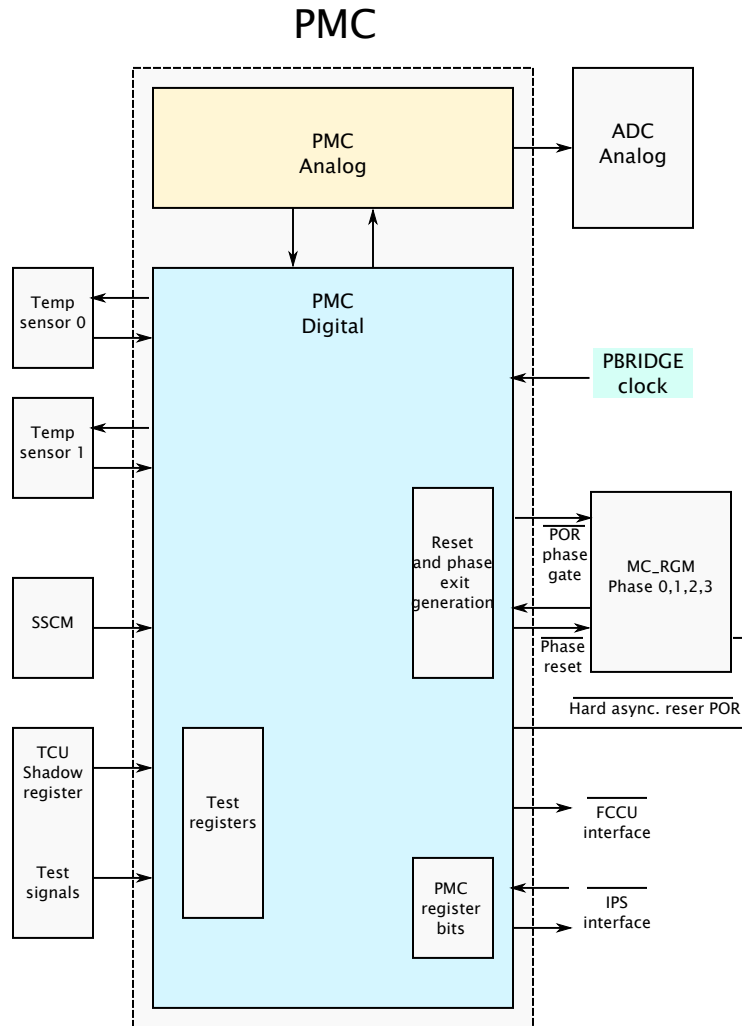 PMC
PMC
Analog
ADC
Analog
Temp
sensor 0
PMC
Digital
PBRIDGE
clock
Temp
sensor 1
Reset
and phase
exit
generation
POR
phase
gate
MC_RGM
Phase 0,1,2,3
SSCM
Phase
reset
Hard async. reser POR
TCU
Shadow
register
Test
registers
FCCU
interface
Test
signals
PMC
register
bits
IPS
interface